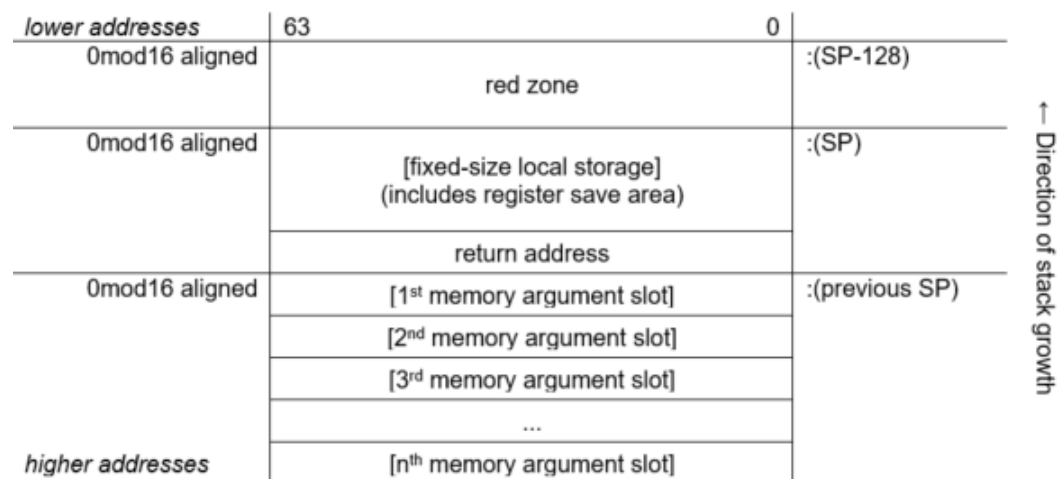 lower addresses 63 0
0mod16 aligned :(SP-128)
red zone
0mod16 aligned :(SP)
[fixed-size local storage]
(includes register save area)
return address
0mod16 aligned [1st memory argument slot] :(previous SP)
[2nd memory argument slot]
[3rd memory argument slot]
...
higher addresses [nth memory argument slot]
← Direction of stack growth